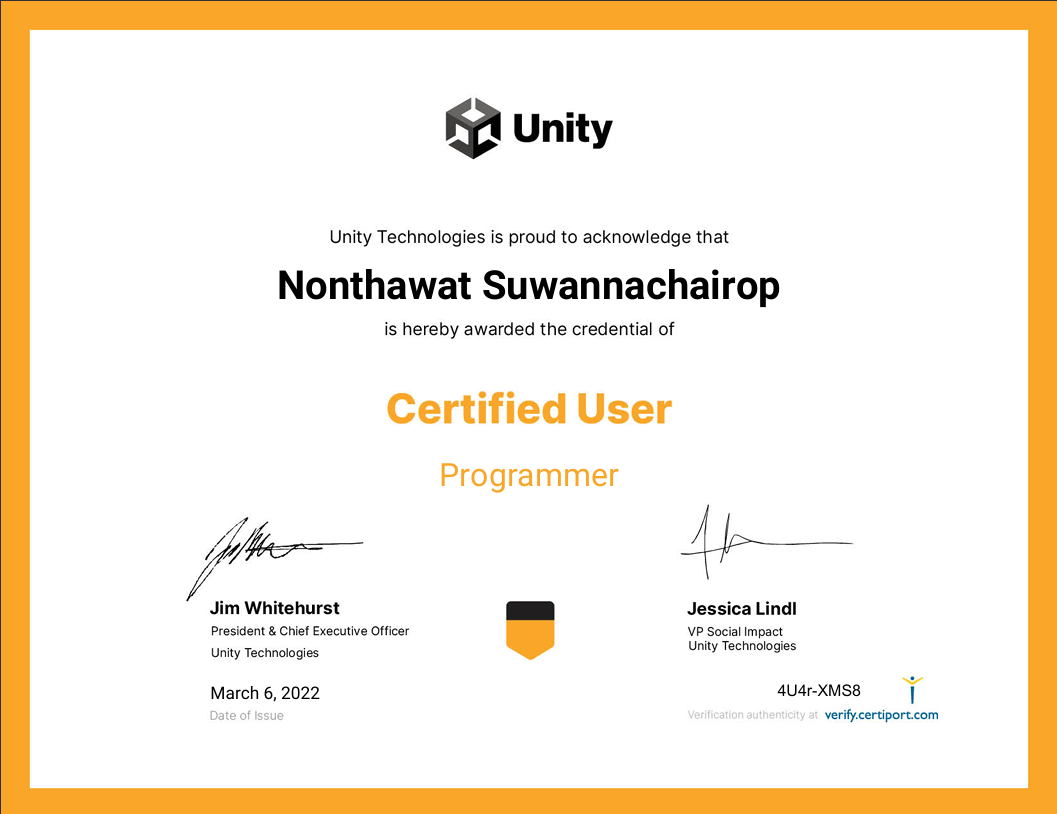 Unity
Unity Technologies is proud to acknowledge that
Nonthawat Suwannachairop
is hereby awarded the credential of
Certified User
Programmer
Jim Whitehurst
President & Chief Executive Officer
Unity Technologies
March 6, 2022
Date of Issue
Jessica Lindl
VP Social Impact
Unity Technologies
4U4r-XMS8
Verification authenticity at verify.certiport.com